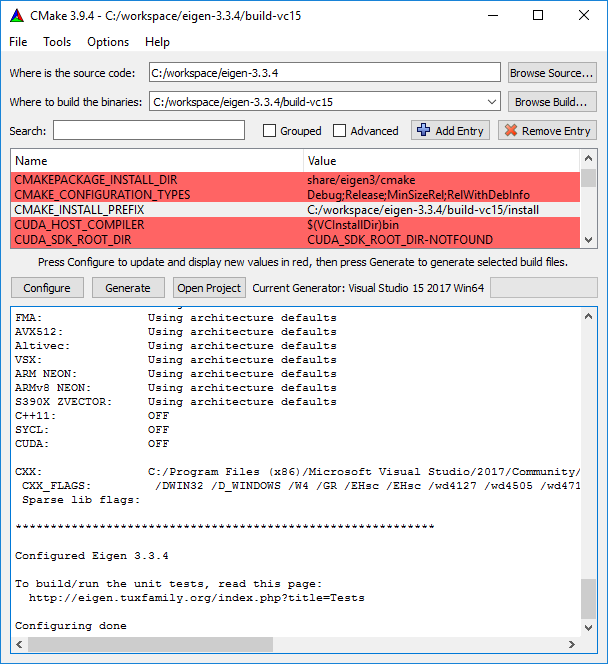 CMake 3.9.4 - C:/workspace/eigen-3.3.4/build-vc15
File Tools Options Help
Where is the source code: C:/workspace/eigen-3.3.4 Browse Source...
Where to build the binaries: C:/workspace/eigen-3.3.4/build-vc15 Browse Build...
Search: Grouped Advanced Add Entry Remove Entry
Name Value
CMAKEPACKAGE_INSTALL_DIR share/eigen3/cmake
CMAKE_CONFIGURATION_TYPES Debug;Release;MinSizeRel;RelWithDebInfo
CMAKE_INSTALL_PREFIX C:/workspace/eigen-3.3.4/build-vc15/install
CUDA_HOST_COMPILER $(VCInstallDir)bin
CUDA_SDK_ROOT_DIR CUDA_SDK_ROOT_DIR-NOTFOUND
Press Configure to update and display new values in red, then press Generate to generate selected build files.
Configure Generate Open Project Current Generator: Visual Studio 15 2017 Win64
FMA: Using architecture defaults
AVX512: Using architecture defaults
Altivec: Using architecture defaults
VSX: Using architecture defaults
ARM NEON: Using architecture defaults
ARMv8 NEON: Using architecture defaults
S390X ZVECTOR: Using architecture defaults
C++11: OFF
SYCL: OFF
CUDA: OFF
CXX: C:/Program Files (x86)/Microsoft Visual Studio/2017/Community/
CXX_FLAGS: /DWIN32 /D_WINDOWS /W4 /GR /EHsc /EHsc /wd4127 /wd4505 /wd471
Sparse lib flags:
************************************************************
Configured Eigen 3.3.4
To build/run the unit tests, read this page:
http://eigen.tuxfamily.org/index.php?title=Tests
Configuring done